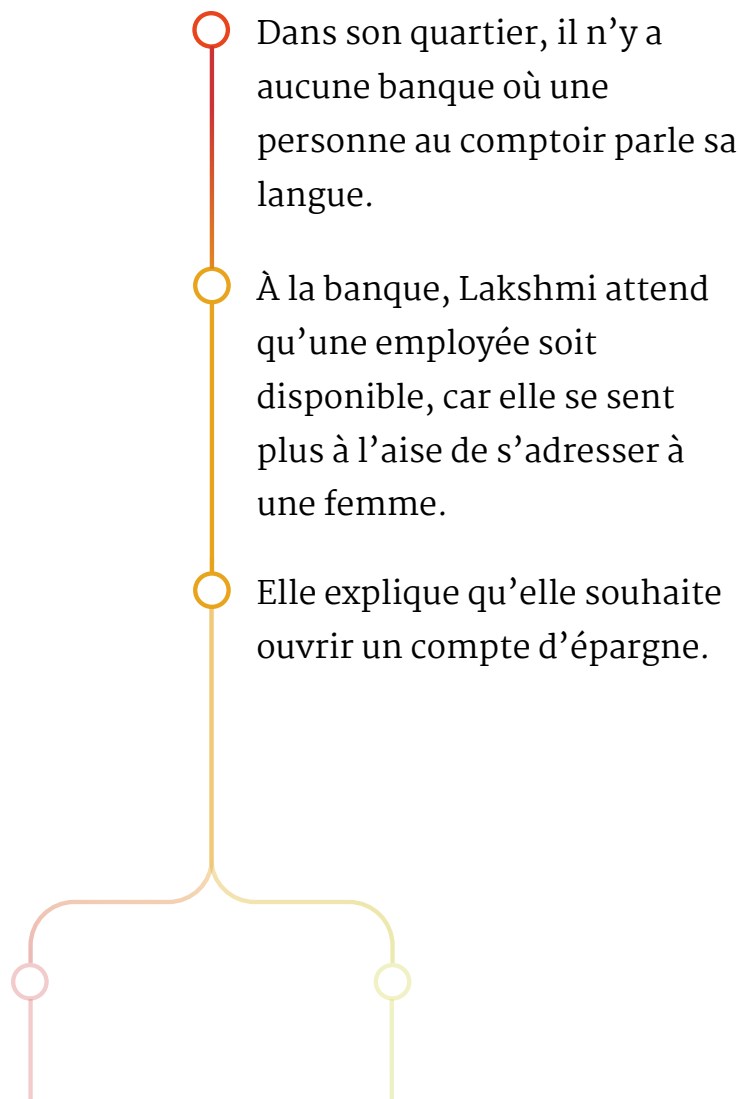 Dans son quartier, il n’y a
aucune banque où une
personne au comptoir parle sa
langue.
À la banque, Lakshmi attend
qu’une employée soit
disponible, car elle se sent
plus à l’aise de s’adresser à
une femme.
Elle explique qu’elle souhaite
ouvrir un compte d’épargne.